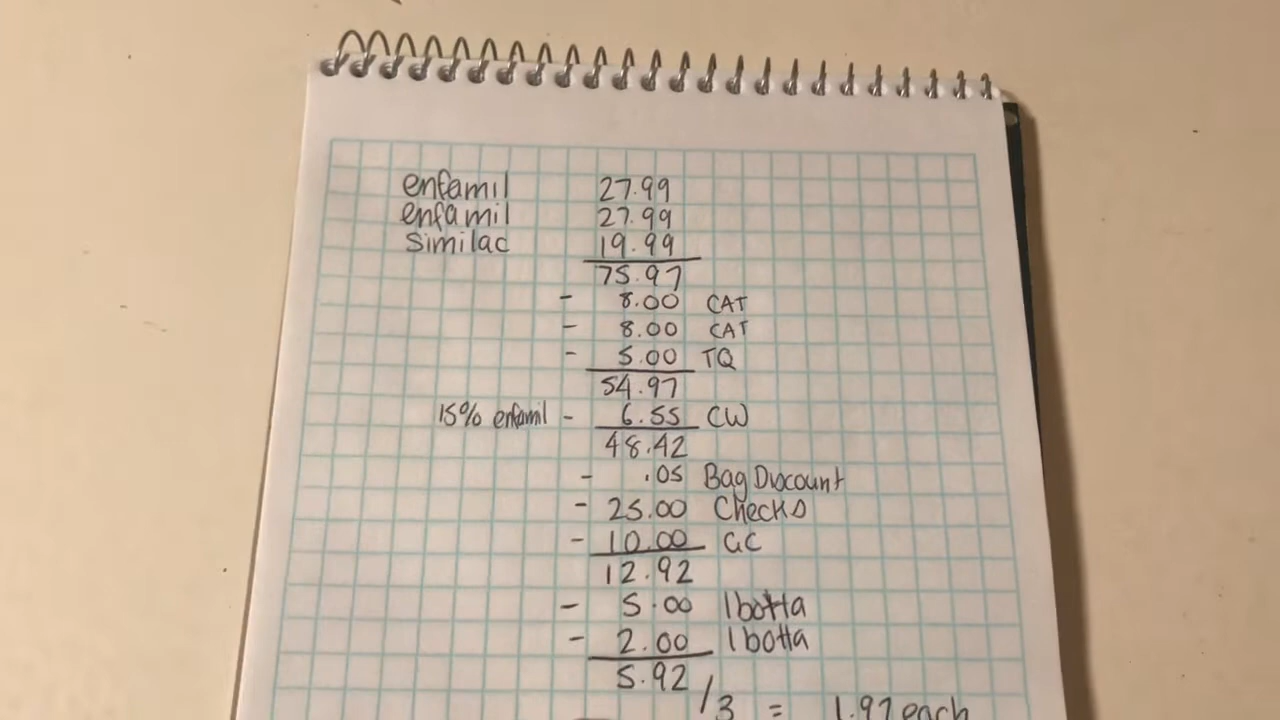 enfamil 27.99
enfamil 27.99
similac 19.99
75.97
- 8.00 CAT
- 8.00 CAT
- 5.00 TQ
54.97
15% enfamil - 6.55 CW
48.42
- .05 Bag Discount
- 25.00 Checks
- 10.00 GC
12.92
- 5.00 Ibotta
- 2.00 Ibotta
5.92 /3 = 1.97 each